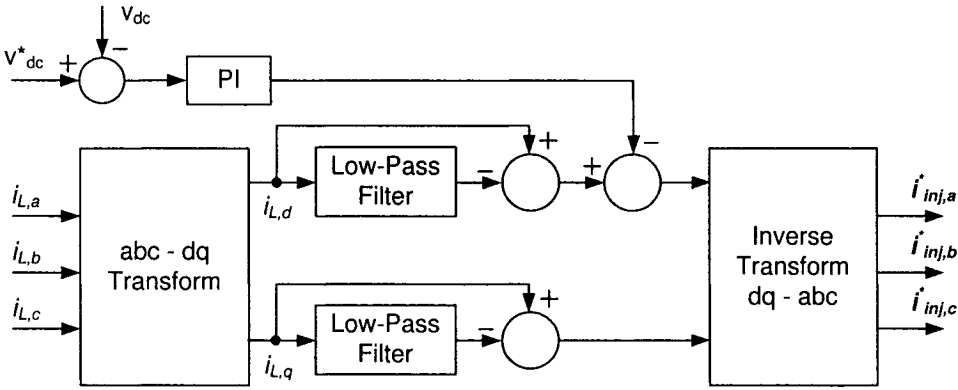 v_dc
−
v*_dc
+
PI
+
−
+
Low-Pass
Filter
−
i_L,d
i_L,a
i_L,b
i_L,c
abc - dq
Transform
+
Low-Pass
Filter
−
i_L,q
Inverse
Transform
dq - abc
i*_inj,a
i*_inj,b
i*_inj,c